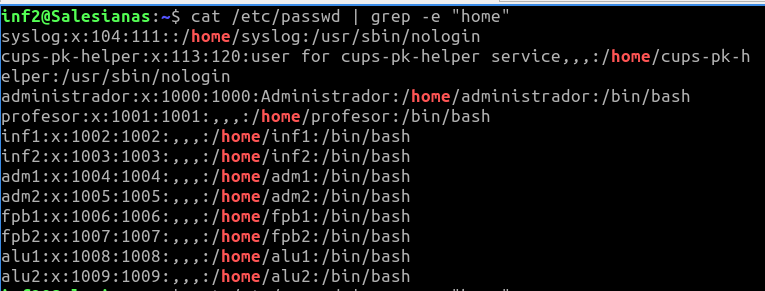 inf2@Salesianas:~$ cat /etc/passwd | grep -e "home"
syslog:x:104:111::/home/syslog:/usr/sbin/nologin
cups-pk-helper:x:113:120:user for cups-pk-helper service,,,:/home/cups-pk-h
elper:/usr/sbin/nologin
administrador:x:1000:1000:Administrador:/home/administrador:/bin/bash
profesor:x:1001:1001:,,,:/home/profesor:/bin/bash
inf1:x:1002:1002:,,,:/home/inf1:/bin/bash
inf2:x:1003:1003:,,,:/home/inf2:/bin/bash
adm1:x:1004:1004:,,,:/home/adm1:/bin/bash
adm2:x:1005:1005:,,,:/home/adm2:/bin/bash
fpb1:x:1006:1006:,,,:/home/fpb1:/bin/bash
fpb2:x:1007:1007:,,,:/home/fpb2:/bin/bash
alu1:x:1008:1008:,,,:/home/alu1:/bin/bash
alu2:x:1009:1009:,,,:/home/alu2:/bin/bash